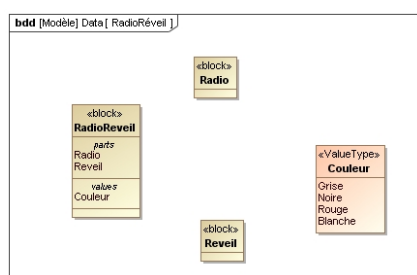 bdd [Modèle] Data [ RadioRéveil ]
«block»
Radio
«block»
RadioReveil
parts
Radio
Reveil
values
Couleur
«ValueType»
Couleur
Grise
Noire
Rouge
Blanche
«block»
Reveil